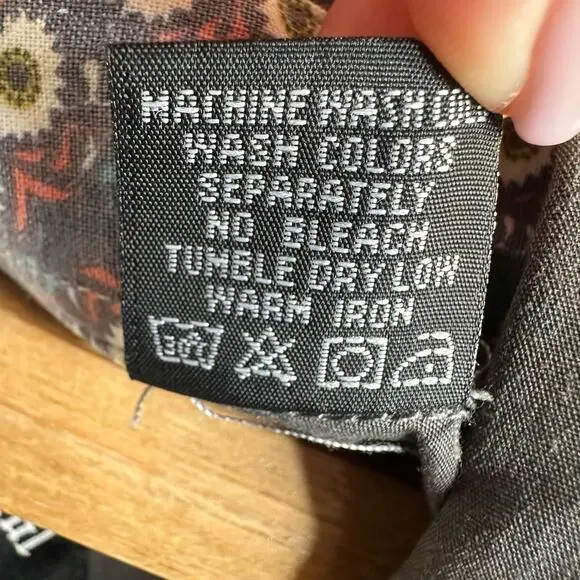 MACHINE WASH COLD
WASH COLORS
SEPARATELY
NO BLEACH
TUMBLE DRY LOW
WARM IRON